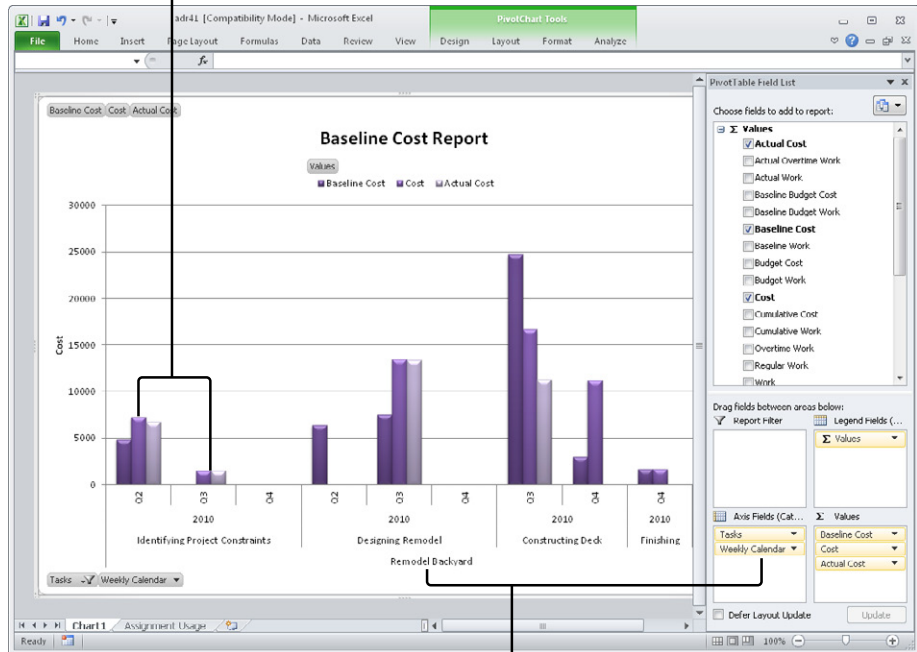 adr41 [Compatibility Mode] - Microsoft Excel
PivotChart Tools
File Home Insert Page Layout Formulas Data Review View Design Layout Format Analyze
fx
PivotTable Field List
Choose fields to add to report:
Σ Values
Actual Cost
Actual Overtime Work
Actual Work
Baseline Budget Cost
Baseline Budget Work
Baseline Cost
Baseline Work
Budget Cost
Budget Work
Cost
Cumulative Cost
Cumulative Work
Overtime Work
Regular Work
Work
Drag fields between areas below:
Report Filter Legend Fields (...
Σ Values
Axis Fields (Cat... Σ Values
Tasks Baseline Cost
Weekly Calendar Cost
Actual Cost
Defer Layout Update Update
Baseline Cost Cost Actual Cost
Baseline Cost Report
Values
Baseline Cost Cost Actual Cost
30000
25000
20000
15000
10000
5000
0
Cost
Q2 Q3 Q4 Q2 Q3 Q4 Q3 Q4 Q4
2010 2010 2010 2010
Identifying Project Constraints Designing Remodel Constructing Deck Finishing
Remodel Backyard
Tasks Weekly Calendar
Chart1 Assignment Usage
Ready 100%